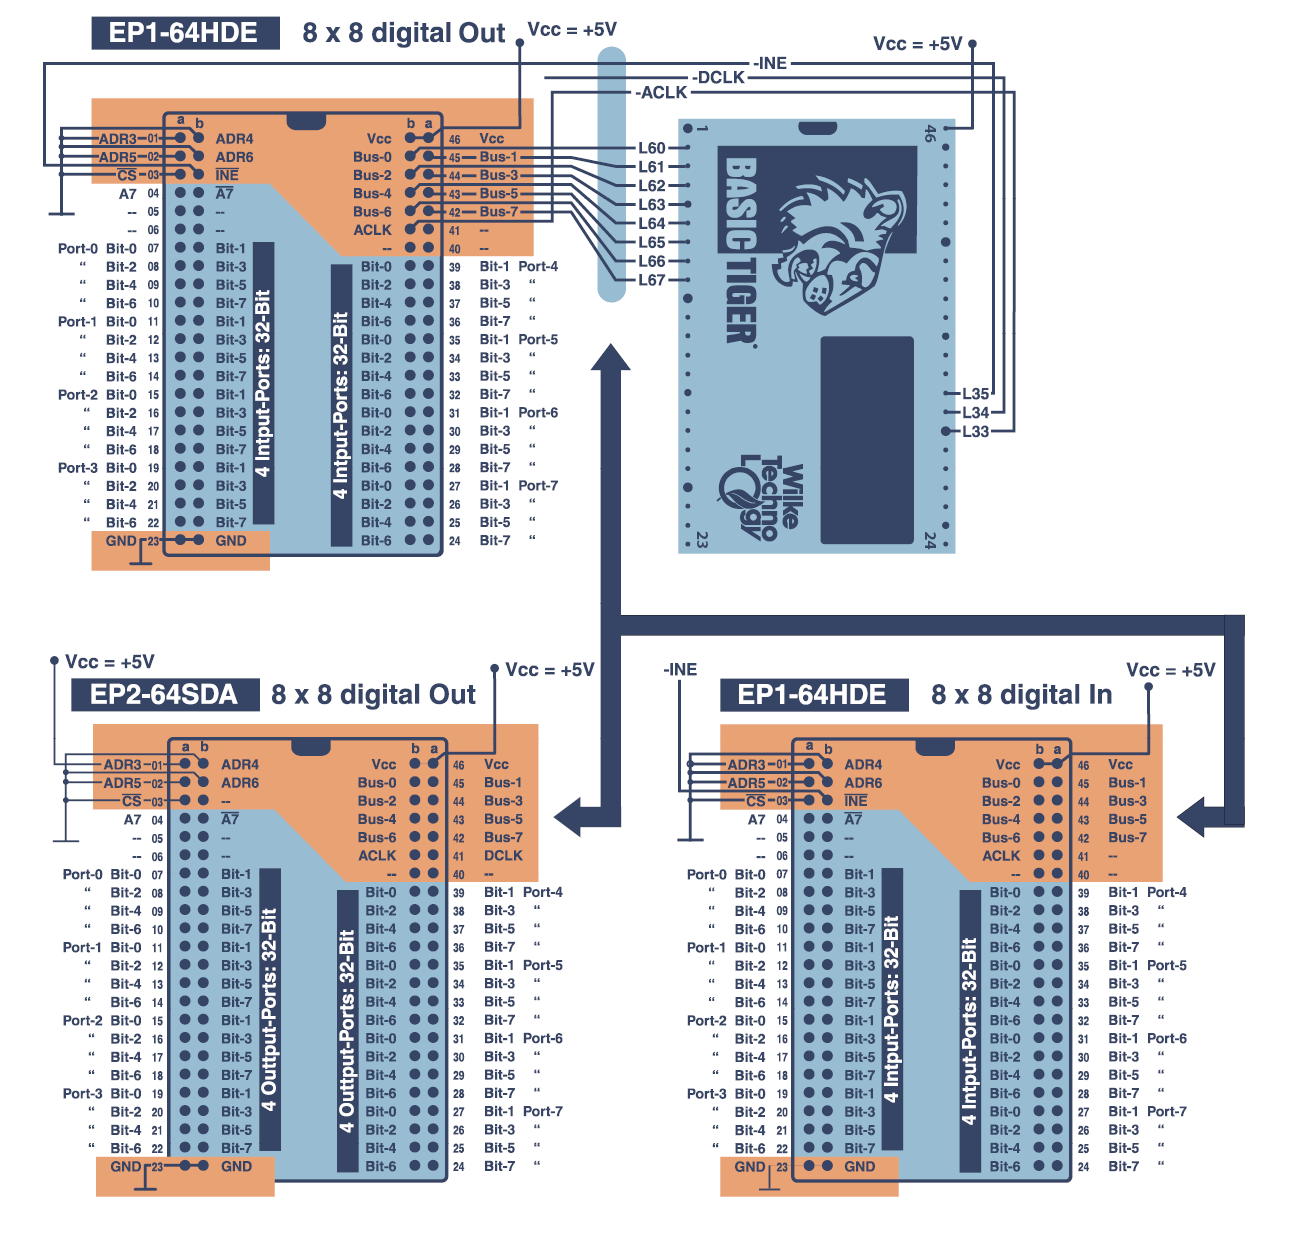 EP1-64HDE 8 x 8 digital Out Vcc = +5V
Vcc = +5V
-INE
-DCLK
-ACLK
a b b a
ADR3 01 ADR4 Vcc 46 Vcc
ADR5 02 ADR6 Bus-0 45 Bus-1
CS 03 INE Bus-2 44 Bus-3
A7 04 A7 Bus-4 43 Bus-5
-- 05 -- Bus-6 42 Bus-7
-- 06 -- ACLK 41 --
Port-0 Bit-0 07 Bit-1 -- 40 --
“ Bit-2 08 Bit-3 Bit-0 39 Bit-1 Port-4
“ Bit-4 09 Bit-5 Bit-2 38 Bit-3 “
“ Bit-6 10 Bit-7 Bit-4 37 Bit-5 “
Port-1 Bit-0 11 Bit-1 Bit-6 36 Bit-7 “
“ Bit-2 12 Bit-3 Bit-0 35 Bit-1 Port-5
“ Bit-4 13 Bit-5 Bit-2 34 Bit-3 “
“ Bit-6 14 Bit-7 Bit-4 33 Bit-5 “
Port-2 Bit-0 15 Bit-1 Bit-6 32 Bit-7 “
“ Bit-2 16 Bit-3 Bit-0 31 Bit-1 Port-6
“ Bit-4 17 Bit-5 Bit-2 30 Bit-3 “
“ Bit-6 18 Bit-7 Bit-4 29 Bit-5 “
Port-3 Bit-0 19 Bit-1 Bit-6 28 Bit-7 “
“ Bit-2 20 Bit-3 Bit-0 27 Bit-1 Port-7
“ Bit-4 21 Bit-5 Bit-2 26 Bit-3 “
“ Bit-6 22 Bit-7 Bit-4 25 Bit-5 “
GND 23 GND Bit-6 24 Bit-7 “
4 Intput-Ports: 32-Bit
4 Intput-Ports: 32-Bit
L60
L61
L62
L63
L64
L65
L66
L67
1
46
BASIC TIGER
Wilke
Techno
Logy
23
24
L35
L34
L33
Vcc = +5V
EP2-64SDA 8 x 8 digital Out Vcc = +5V
a b b a
ADR3 01 ADR4 Vcc 46 Vcc
ADR5 02 ADR6 Bus-0 45 Bus-1
CS 03 -- Bus-2 44 Bus-3
A7 04 A7 Bus-4 43 Bus-5
-- 05 -- Bus-6 42 Bus-7
-- 06 -- ACLK 41 DCLK
Port-0 Bit-0 07 Bit-1 -- 40 --
“ Bit-2 08 Bit-3 Bit-0 39 Bit-1 Port-4
“ Bit-4 09 Bit-5 Bit-2 38 Bit-3 “
“ Bit-6 10 Bit-7 Bit-4 37 Bit-5 “
Port-1 Bit-0 11 Bit-1 Bit-6 36 Bit-7 “
“ Bit-2 12 Bit-3 Bit-0 35 Bit-1 Port-5
“ Bit-4 13 Bit-5 Bit-2 34 Bit-3 “
“ Bit-6 14 Bit-7 Bit-4 33 Bit-5 “
Port-2 Bit-0 15 Bit-1 Bit-6 32 Bit-7 “
“ Bit-2 16 Bit-3 Bit-0 31 Bit-1 Port-6
“ Bit-4 17 Bit-5 Bit-2 30 Bit-3 “
“ Bit-6 18 Bit-7 Bit-4 29 Bit-5 “
Port-3 Bit-0 19 Bit-1 Bit-6 28 Bit-7 “
“ Bit-2 20 Bit-3 Bit-0 27 Bit-1 Port-7
“ Bit-4 21 Bit-5 Bit-2 26 Bit-3 “
“ Bit-6 22 Bit-7 Bit-4 25 Bit-5 “
GND 23 GND Bit-6 24 Bit-7 “
4 Outtput-Ports: 32-Bit
4 Outtput-Ports: 32-Bit
-INE
Vcc = +5V
EP1-64HDE 8 x 8 digital In
a b b a
ADR3 01 ADR4 Vcc 46 Vcc
ADR5 02 ADR6 Bus-0 45 Bus-1
CS 03 INE Bus-2 44 Bus-3
A7 04 A7 Bus-4 43 Bus-5
-- 05 -- Bus-6 42 Bus-7
-- 06 -- ACLK 41 --
Port-0 Bit-0 07 Bit-1 -- 40 --
“ Bit-2 08 Bit-3 Bit-0 39 Bit-1 Port-4
“ Bit-4 09 Bit-5 Bit-2 38 Bit-3 “
“ Bit-6 10 Bit-7 Bit-4 37 Bit-5 “
Port-1 Bit-0 11 Bit-1 Bit-6 36 Bit-7 “
“ Bit-2 12 Bit-3 Bit-0 35 Bit-1 Port-5
“ Bit-4 13 Bit-5 Bit-2 34 Bit-3 “
“ Bit-6 14 Bit-7 Bit-4 33 Bit-5 “
Port-2 Bit-0 15 Bit-1 Bit-6 32 Bit-7 “
“ Bit-2 16 Bit-3 Bit-0 31 Bit-1 Port-6
“ Bit-4 17 Bit-5 Bit-2 30 Bit-3 “
“ Bit-6 18 Bit-7 Bit-4 29 Bit-5 “
Port-3 Bit-0 19 Bit-1 Bit-6 28 Bit-7 “
“ Bit-2 20 Bit-3 Bit-0 27 Bit-1 Port-7
“ Bit-4 21 Bit-5 Bit-2 26 Bit-3 “
“ Bit-6 22 Bit-7 Bit-4 25 Bit-5 “
GND 23 GND Bit-6 24 Bit-7 “
4 Intput-Ports: 32-Bit
4 Intput-Ports: 32-Bit